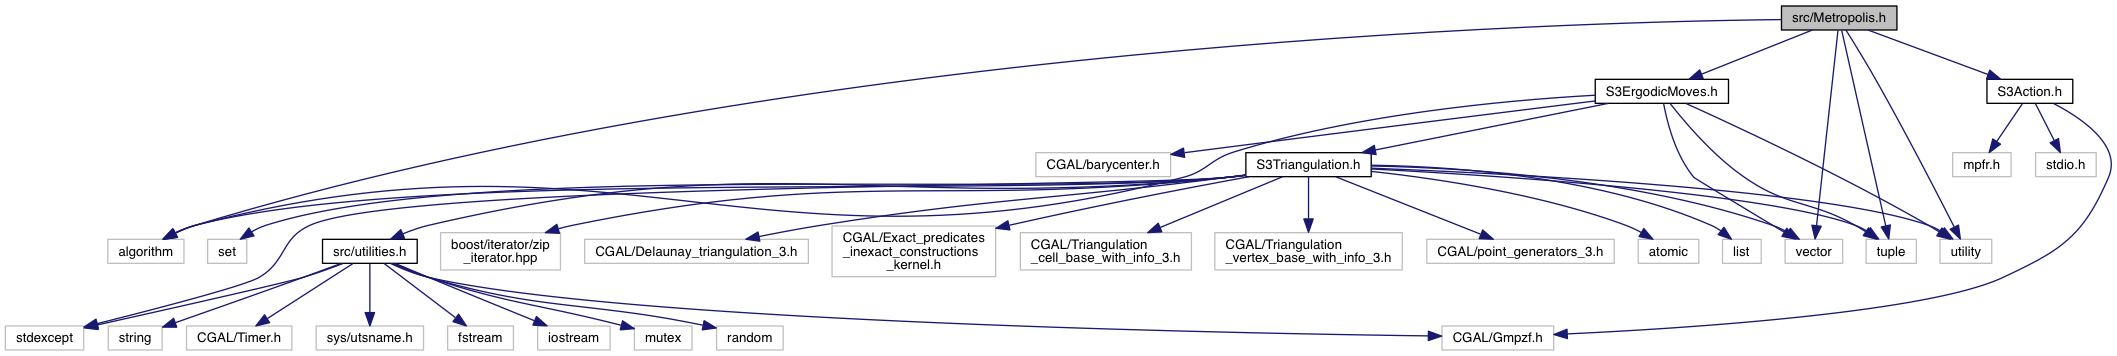 src/Metropolis.h
S3ErgodicMoves.h
S3Action.h
CGAL/barycenter.h
S3Triangulation.h
mpfr.h
stdio.h
algorithm
set
src/utilities.h
boost/iterator/zip
_iterator.hpp
CGAL/Delaunay_triangulation_3.h
CGAL/Exact_predicates
_inexact_constructions
_kernel.h
CGAL/Triangulation
_cell_base_with_info_3.h
CGAL/Triangulation
_vertex_base_with_info_3.h
CGAL/point_generators_3.h
atomic
list
vector
tuple
utility
stdexcept
string
CGAL/Timer.h
sys/utsname.h
fstream
iostream
mutex
random
CGAL/Gmpzf.h